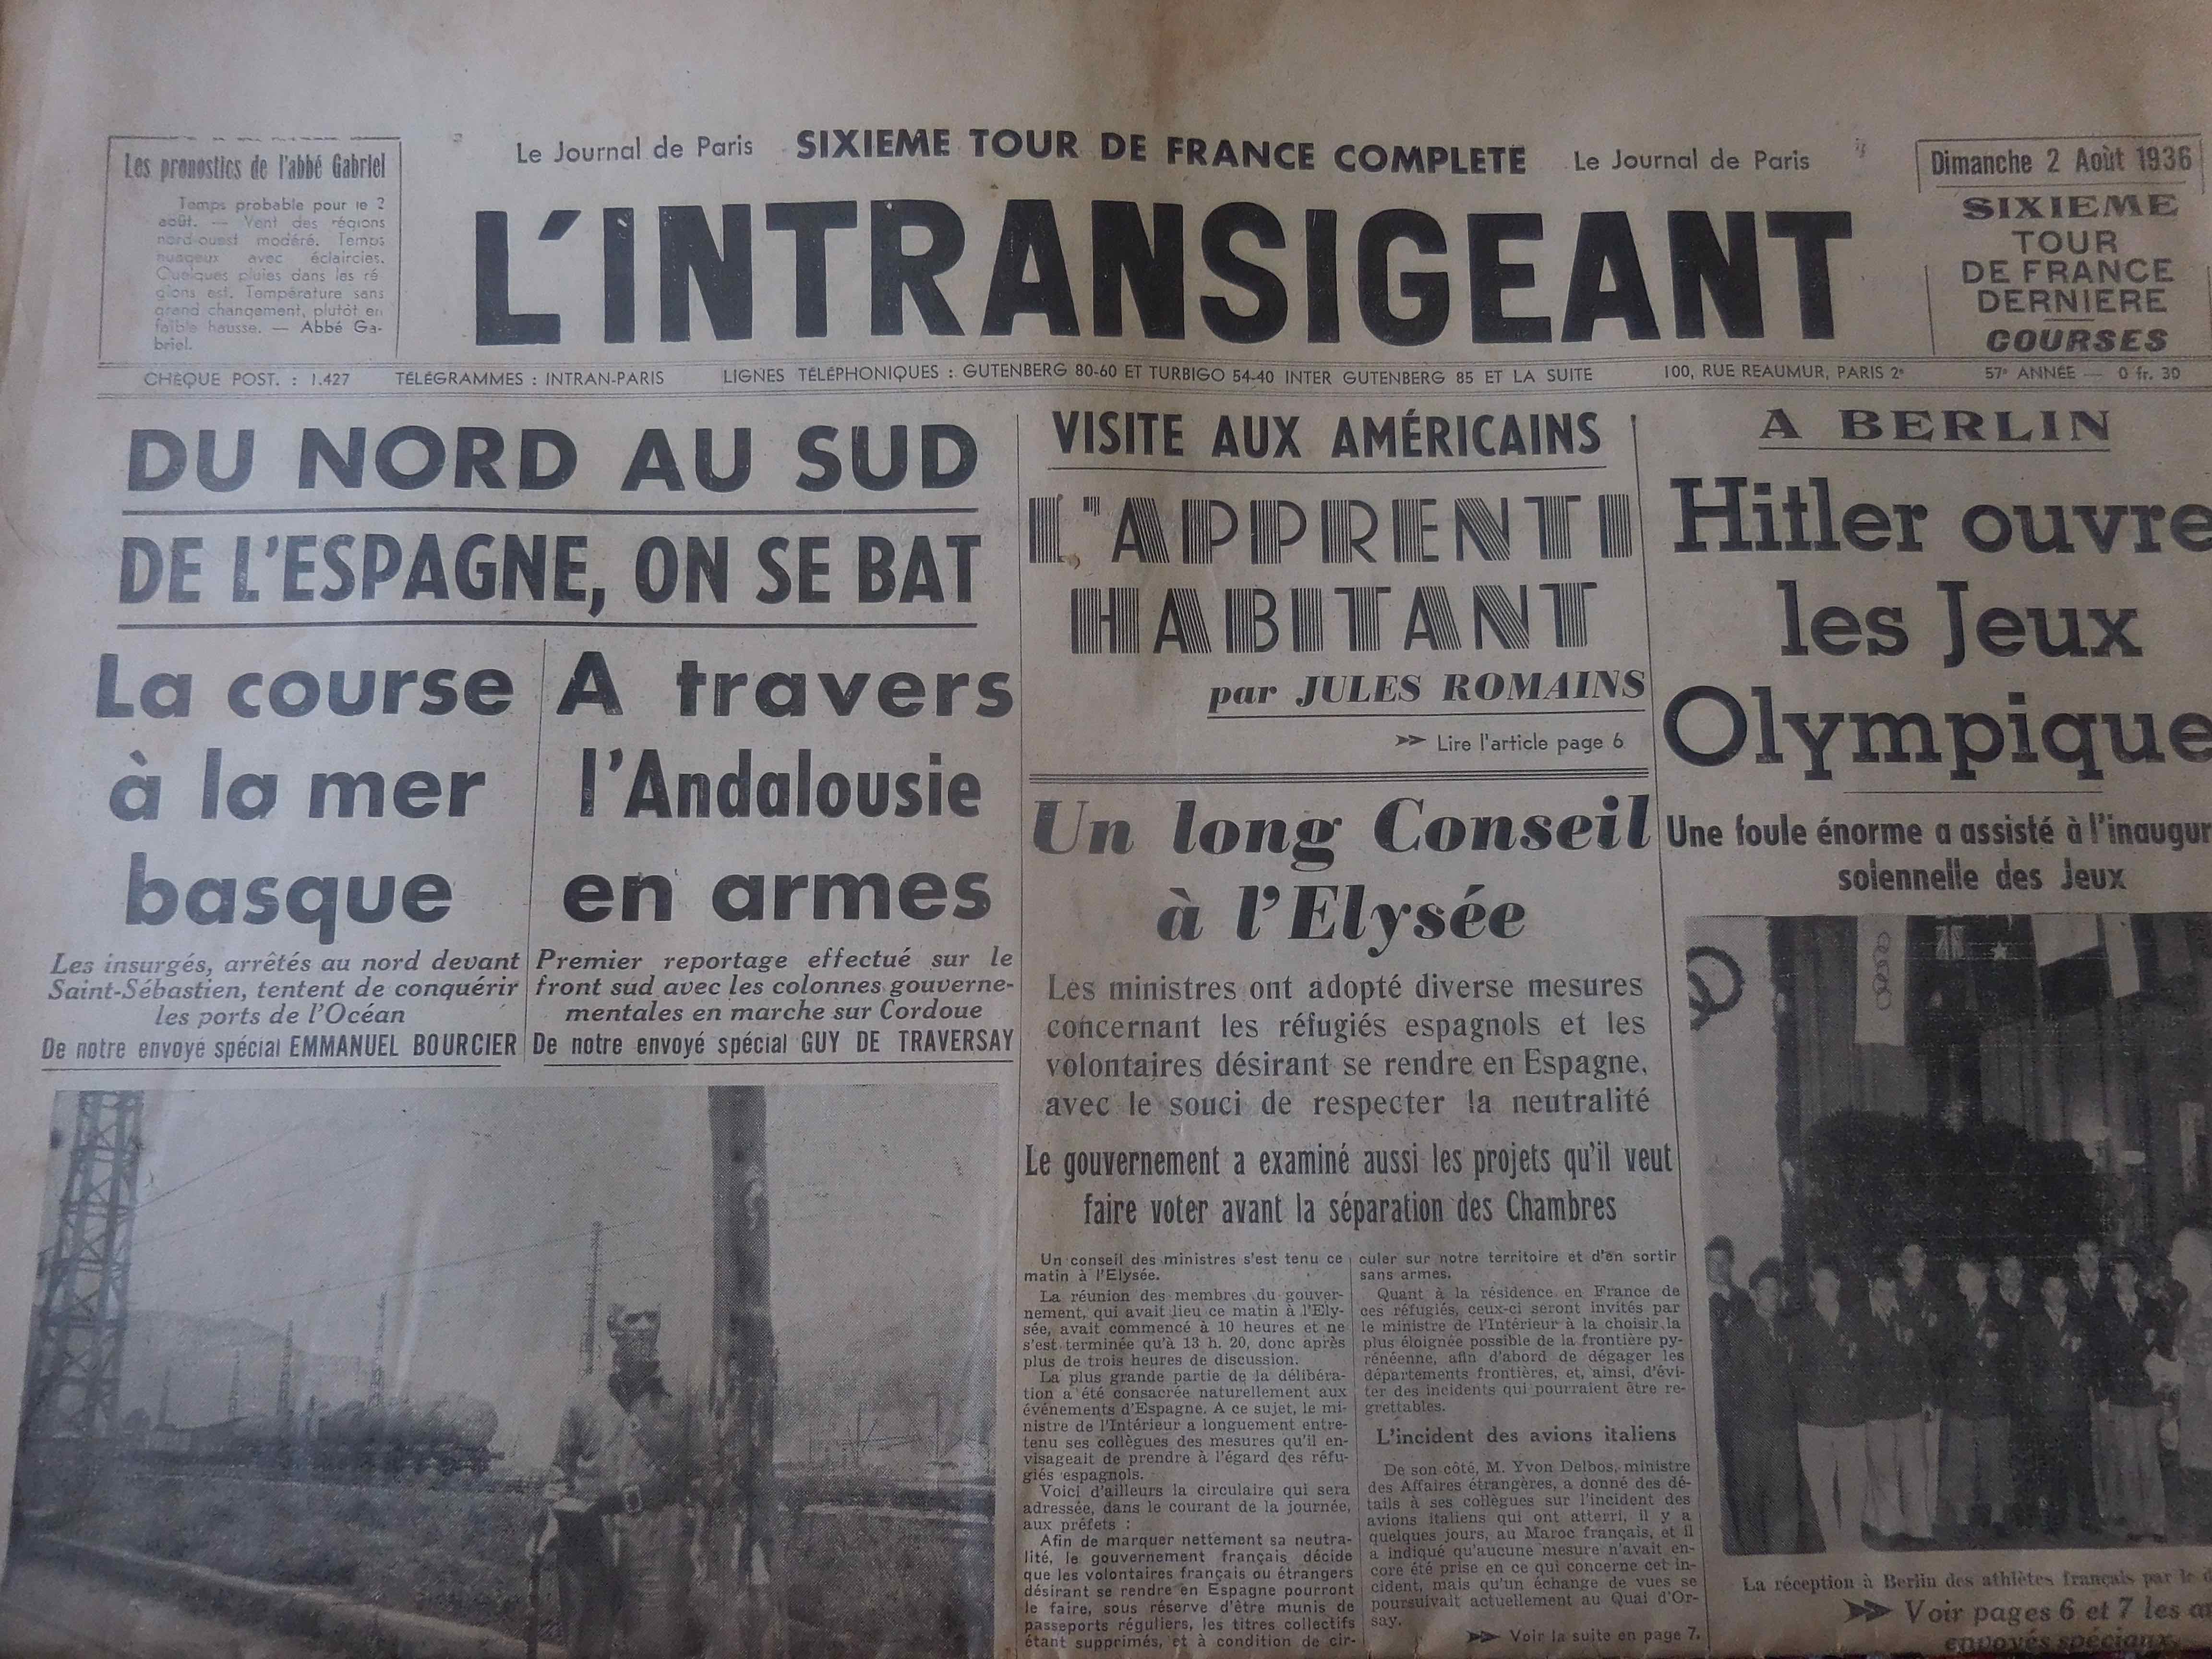 Les pronostics de l'abbé Gabriel
Temps probable pour le 2
août. — Vent des régions
nord-ouest modéré. Temps
nuageux avec éclaircies.
Quelques pluies dans les ré-
gions est. Température sans
grand changement, plutôt en
faible hausse. — Abbé Ga-
briel.
Le Journal de Paris SIXIEME TOUR DE FRANCE COMPLETE Le Journal de Paris
L'INTRANSIGEANT
Dimanche 2 Août 1936
SIXIEME
TOUR
DE FRANCE
DERNIERE
COURSES
CHÈQUE POST. : 1.427 TÉLÉGRAMMES : INTRAN-PARIS LIGNES TÉLÉPHONIQUES : GUTENBERG 80-60 ET TURBIGO 54-40 INTER GUTENBERG 85 ET LA SUITE 100, RUE REAUMUR, PARIS 2e 57e ANNÉE — 0 fr. 30
DU NORD AU SUD
DE L'ESPAGNE, ON SE BAT
La course
à la mer
basque
Les insurgés, arrêtés au nord devant
Saint-Sébastien, tentent de conquérir
les ports de l'Océan
De notre envoyé spécial EMMANUEL BOURCIER
A travers
l'Andalousie
en armes
Premier reportage effectué sur le
front sud avec les colonnes gouverne-
mentales en marche sur Cordoue
De notre envoyé spécial GUY DE TRAVERSAY
VISITE AUX AMÉRICAINS
L'APPRENTI
HABITANT
par JULES ROMAINS
Lire l'article page 6
Un long Conseil
à l'Elysée
Les ministres ont adopté diverse mesures
concernant les réfugiés espagnols et les
volontaires désirant se rendre en Espagne,
avec le souci de respecter la neutralité
Le gouvernement a examiné aussi les projets qu'il veut
faire voter avant la séparation des Chambres
Un conseil des ministres s'est tenu ce
matin à l'Elysée.
La réunion des membres du gouver-
nement, qui avait lieu ce matin à l'Ely-
sée, avait commencé à 10 heures et ne
s'est terminée qu'à 13 h. 20, donc après
plus de trois heures de discussion.
La plus grande partie de la délibéra-
tion a été consacrée naturellement aux
événements d'Espagne. A ce sujet, le mi-
nistre de l'Intérieur a longuement entre-
tenu ses collègues des mesures qu'il en-
visageait de prendre à l'égard des réfu-
giés espagnols.
Voici d'ailleurs la circulaire qui sera
adressée, dans le courant de la journée,
aux préfets :
Afin de marquer nettement sa neutra-
lité, le gouvernement français décide
que les volontaires français ou étrangers
désirant se rendre en Espagne pourront
le faire, sous réserve d'être munis de
passeports réguliers, les titres collectifs
étant supprimés, et à condition de cir-
culer sur notre territoire et d'en sortir
sans armes.
Quant à la résidence en France de
ces réfugiés, ceux-ci seront invités par
le ministre de l'Intérieur à la choisir la
plus éloignée possible de la frontière py-
rénéenne, afin d'abord de dégager les
départements frontières, et, ainsi, d'évi-
ter des incidents qui pourraient être re-
grettables.
L'incident des avions italiens
De son côté, M. Yvon Delbos, ministre
des Affaires étrangères, a donné des dé-
tails à ses collègues sur l'incident des
avions italiens qui ont atterri, il y a
quelques jours, au Maroc français, et il
a indiqué qu'aucune mesure n'avait en-
core été prise en ce qui concerne cet in-
cident, mais qu'un échange de vues se
poursuivait actuellement au Quai d'Or-
say.
Voir la suite en page 7.
A BERLIN
Hitler ouvre
les Jeux
Olympique
Une foule énorme a assisté à l'inaugur
solennelle des Jeux
La réception à Berlin des athlètes français par le
Voir pages 6 et 7 les
envoyés spéciaux.